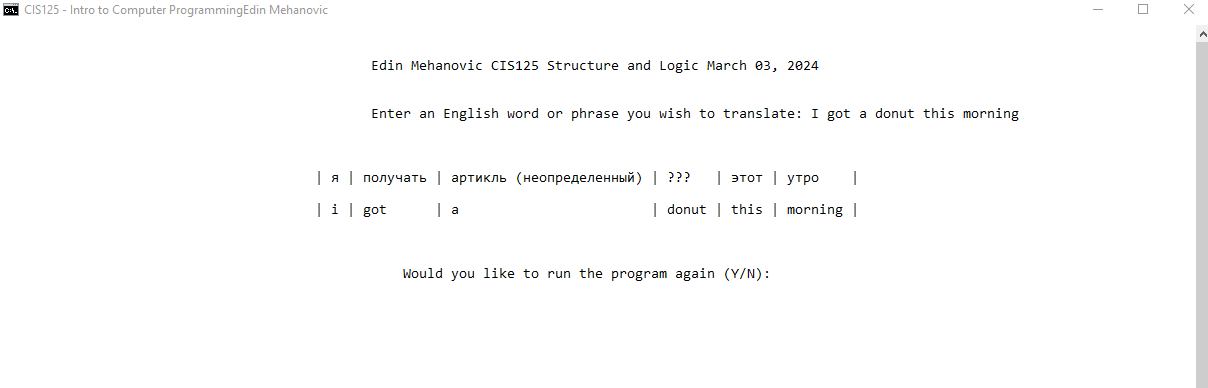 CIS125 - Intro to Computer ProgrammingEdin Mehanovic
Edin Mehanovic CIS125 Structure and Logic March 03, 2024
Enter an English word or phrase you wish to translate: I got a donut this morning
| я | получать | артикль (неопределенный) | ??? | этот | утро |
| i | got | a | donut | this | morning |
Would you like to run the program again (Y/N):